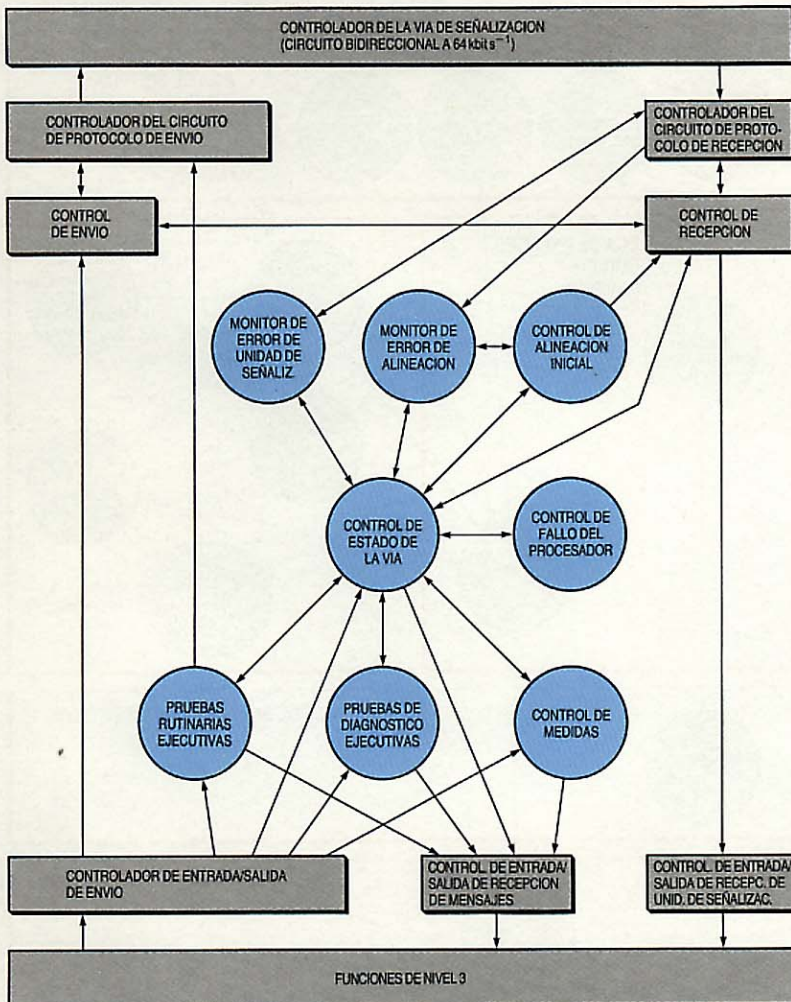 CONTROLADOR DE LA VIA DE SEÑALIZACION
(CIRCUITO BIDIRECCIONAL A 64 kbit s⁻¹)
CONTROLADOR DEL CIRCUITO
DE PROTOCOLO DE ENVIO
CONTROLADOR DEL
CIRCUITO DE PROTO-
COLO DE RECEPCION
CONTROL
DE ENVIO
CONTROL DE
RECEPCION
MONITOR DE
ERROR DE
UNIDAD DE
SEÑALIZ.
MONITOR DE
ERROR DE
ALINEACION
CONTROL DE
ALINEACION
INICIAL
CONTROL DE
ESTADO DE
LA VIA
CONTROL DE
FALLO DEL
PROCESADOR
PRUEBAS
RUTINARIAS
EJECUTIVAS
PRUEBAS DE
DIAGNOSTICO
EJECUTIVAS
CONTROL DE
MEDIDAS
CONTROLADOR DE ENTRADA/SALIDA
DE ENVIO
CONTROL. DE ENTRADA/
SALIDA DE RECEPCION
DE MENSAJES
CONTROL. DE ENTRADA/
SALIDA DE RECEPC. DE
UNID. DE SEÑALIZAC.
FUNCIONES DE NIVEL 3